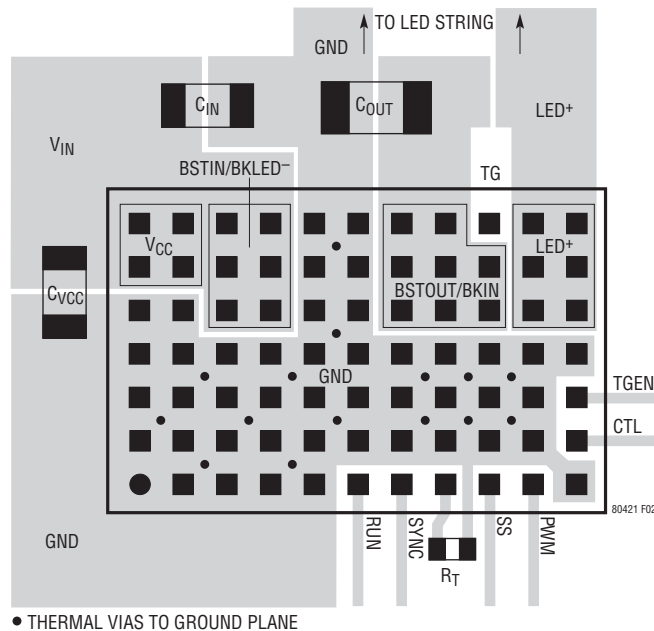 TO LED STRING
GND
CIN
COUT
LED+
VIN
BSTIN/BKLED–
TG
VCC
LED+
CVCC
BSTOUT/BKIN
GND
TGEN
CTL
80421 F02
GND
RUN
SYNC
RT
SS
PWM
● THERMAL VIAS TO GROUND PLANE